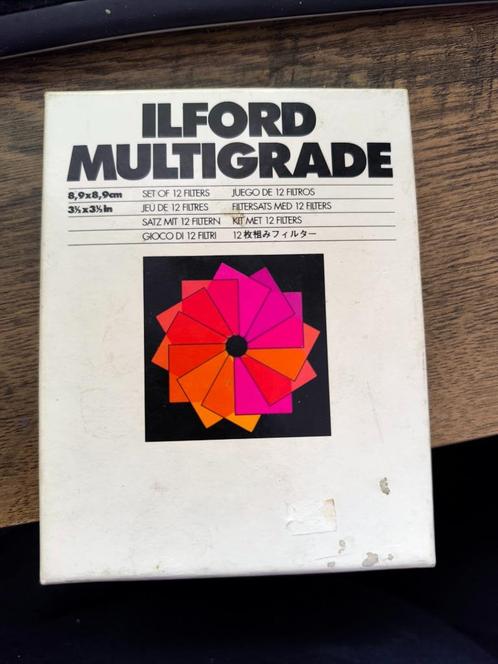 ILFORD
MULTIGRADE
8,9x8,9cm SET OF 12 FILTERS JUEGO DE 12 FILTROS
3½x3½in JEU DE 12 FILTRES FILTERSATS MED 12 FILTERS
SATZ MIT 12 FILTERN KIT MET 12 FILTERS
GIOCO DI 12 FILTRI 12枚組みフィルター